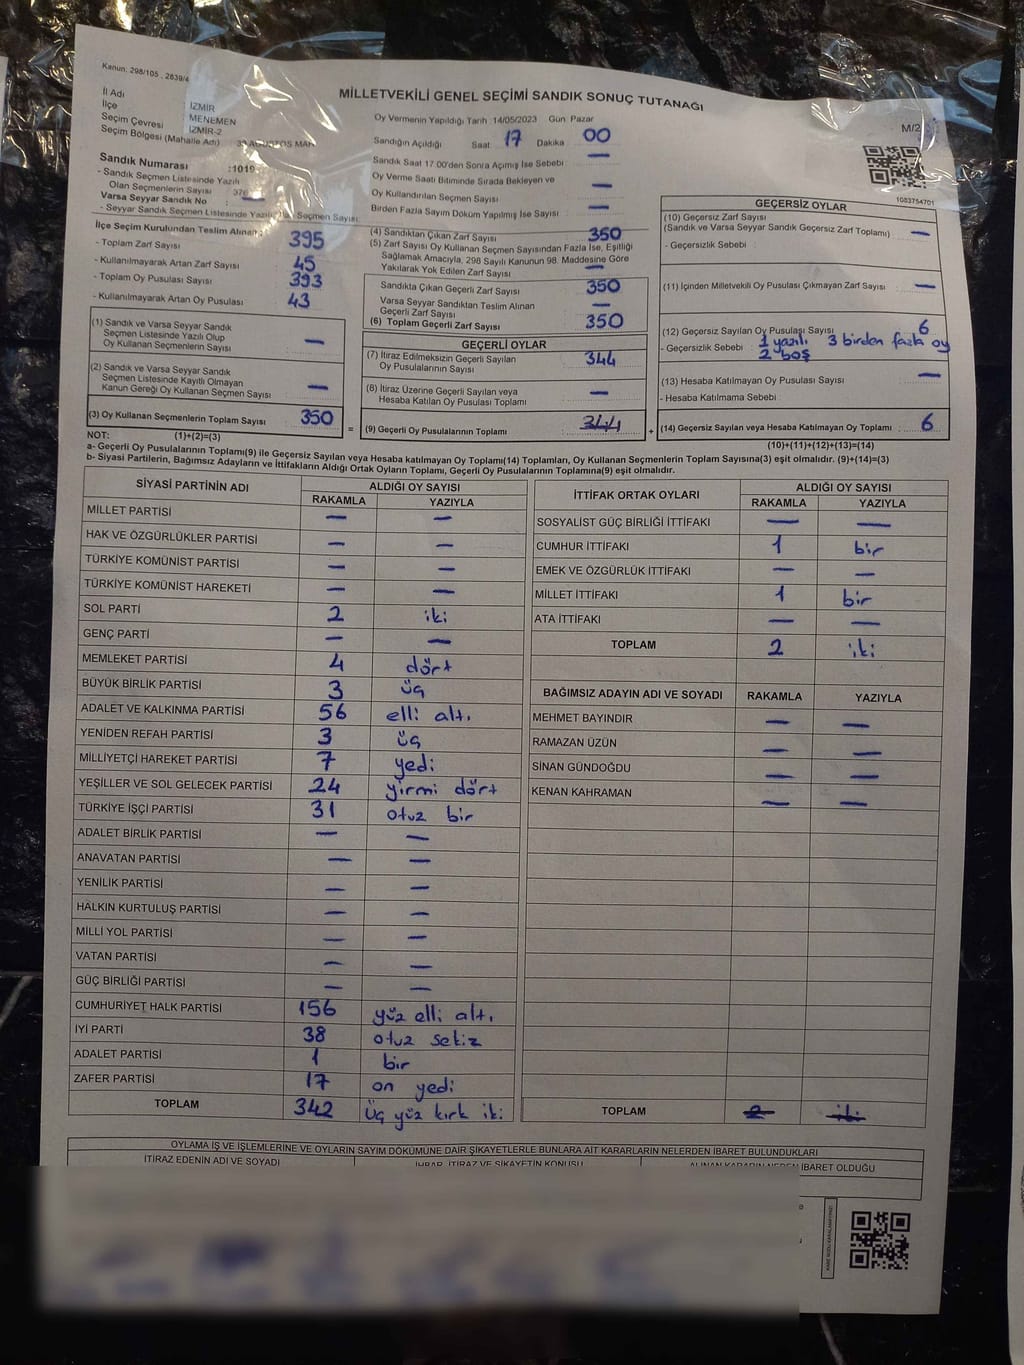 Kanun: 298/105 , 2839/4
MİLLETVEKİLİ GENEL SEÇİMİ SANDIK SONUÇ TUTANAĞI
M/2
1083754701
İl Adı : İZMİR
İlçe : MENEMEN
Seçim Çevresi : İZMİR-2
Seçim Bölgesi (Mahalle Adı)
Sandık Numarası :1019
- Sandık Seçmen Listesinde Yazılı
Olan Seçmenlerin Sayısı
Varsa Seyyar Sandık No : —
- Seyyar Sandık Seçmen Listesinde Seçmen Sayısı:
Oy Vermenin Yapıldığı Tarih :14/05/2023 Gün: Pazar
Sandığın Açıldığı Saat: 17 Dakika: 00
Sandık Saat 17.00'den Sonra Açılmış İse Sebebi —
Oy Verme Saati Bitiminde Sırada Bekleyen ve
Oy Kullandırılan Seçmen Sayısı —
Birden Fazla Sayım Döküm Yapılmış İse Sayısı : —
İlçe Seçim Kurulundan Teslim Alınan: 395
- Toplam Zarf Sayısı
- Kullanılmayarak Artan Zarf Sayısı 45
- Toplam Oy Pusulası Sayısı 393
- Kullanılmayarak Artan Oy Pusulası 43
(1) Sandık ve Varsa Seyyar Sandık
Seçmen Listesinde Yazılı Olup
Oy Kullanan Seçmenlerin Sayısı —
(2) Sandık ve Varsa Seyyar Sandık
Seçmen Listesinde Kayıtlı Olmayan
Kanun Gereği Oy Kullanan Seçmen Sayısı —
(3) Oy Kullanan Seçmenlerin Toplam Sayısı 350
(4) Sandıktan Çıkan Zarf Sayısı 350
(5) Zarf Sayısı Oy Kullanan Seçmen Sayısından Fazla İse, Eşitliği
Sağlamak Amacıyla, 298 Sayılı Kanunun 98. Maddesine Göre
Yakılarak Yok Edilen Zarf Sayısı —
Sandıkta Çıkan Geçerli Zarf Sayısı 350
Varsa Seyyar Sandıktan Teslim Alınan
Geçerli Zarf Sayısı —
(6) Toplam Geçerli Zarf Sayısı 350
GEÇERLİ OYLAR
(7) İtiraz Edilmeksizin Geçerli Sayılan
Oy Pusulalarının Sayısı 344
(8) İtiraz Üzerine Geçerli Sayılan veya
Hesaba Katılan Oy Pusulası Toplamı —
= (9) Geçerli Oy Pusulalarının Toplamı 344 +
GEÇERSİZ OYLAR
(10) Geçersiz Zarf Sayısı
(Sandık ve Varsa Seyyar Sandık Geçersiz Zarf Toplamı) —
- Geçersizlik Sebebi :
(11) İçinden Milletvekili Oy Pusulası Çıkmayan Zarf Sayısı —
(12) Geçersiz Sayılan Oy Pusulası Sayısı 6
- Geçersizlik Sebebi : 1 yazılı 3 birden fazla oy
2 boş
(13) Hesaba Katılmayan Oy Pusulası Sayısı —
- Hesaba Katılmama Sebebi :
(14) Geçersiz Sayılan veya Hesaba Katılmayan Oy Toplamı 6
NOT: (1)+(2)=(3)
(10)+(11)+(12)+(13)=(14)
a- Geçerli Oy Pusulalarının Toplamı(9) ile Geçersiz Sayılan veya Hesaba katılmayan Oy Toplamı(14) Toplamları, Oy Kullanan Seçmenlerin Toplam Sayısına(3) eşit olmalıdır. (9)+(14)=(3)
b- Siyasi Partilerin, Bağımsız Adayların ve İttifakların Aldığı Ortak Oyların Toplamı, Geçerli Oy Pusulalarının Toplamına(9) eşit olmalıdır.
SİYASİ PARTİNİN ADI ALDIĞI OY SAYISI
RAKAMLA YAZIYLA
MİLLET PARTİSİ — —
HAK VE ÖZGÜRLÜKLER PARTİSİ — —
TÜRKİYE KOMÜNİST PARTİSİ — —
TÜRKİYE KOMÜNİST HAREKETİ — —
SOL PARTİ 2 iki
GENÇ PARTİ — —
MEMLEKET PARTİSİ 4 dört
BÜYÜK BİRLİK PARTİSİ 3 üç
ADALET VE KALKINMA PARTİSİ 56 elli altı
YENİDEN REFAH PARTİSİ 3 üç
MİLLİYETÇİ HAREKET PARTİSİ 7 yedi
YEŞİLLER VE SOL GELECEK PARTİSİ 24 yirmi dört
TÜRKİYE İŞÇİ PARTİSİ 31 otuz bir
ADALET BİRLİK PARTİSİ — —
ANAVATAN PARTİSİ — —
YENİLİK PARTİSİ — —
HALKIN KURTULUŞ PARTİSİ — —
MİLLİ YOL PARTİSİ — —
VATAN PARTİSİ — —
GÜÇ BİRLİĞİ PARTİSİ — —
CUMHURİYET HALK PARTİSİ 156 yüz elli altı
İYİ PARTİ 38 otuz sekiz
ADALET PARTİSİ 1 bir
ZAFER PARTİSİ 17 on yedi
TOPLAM 342 üç yüz kırk iki
İTTİFAK ORTAK OYLARI ALDIĞI OY SAYISI
RAKAMLA YAZIYLA
SOSYALİST GÜÇ BİRLİĞİ İTTİFAKI — —
CUMHUR İTTİFAKI 1 bir
EMEK VE ÖZGÜRLÜK İTTİFAKI — —
MİLLET İTTİFAKI 1 bir
ATA İTTİFAKI — —
TOPLAM 2 iki
BAĞIMSIZ ADAYIN ADI VE SOYADI RAKAMLA YAZIYLA
MEHMET BAYINDIR — —
RAMAZAN ÜZÜN — —
SİNAN GÜNDOĞDU — —
KENAN KAHRAMAN — —
TOPLAM 2 iki
OYLAMA İŞ VE İŞLEMLERİNE VE OYLARIN SAYIM DÖKÜMÜNE DAİR ŞİKAYETLERLE BUNLARA AİT KARARLARIN NELERDEN İBARET BULUNDUKLARI
İTİRAZ EDENİN ADI VE SOYADI İHBAR, İTİRAZ VE ŞİKAYETİN KONUSU ALINAN KARARIN NEDEN İBARET OLDUĞU